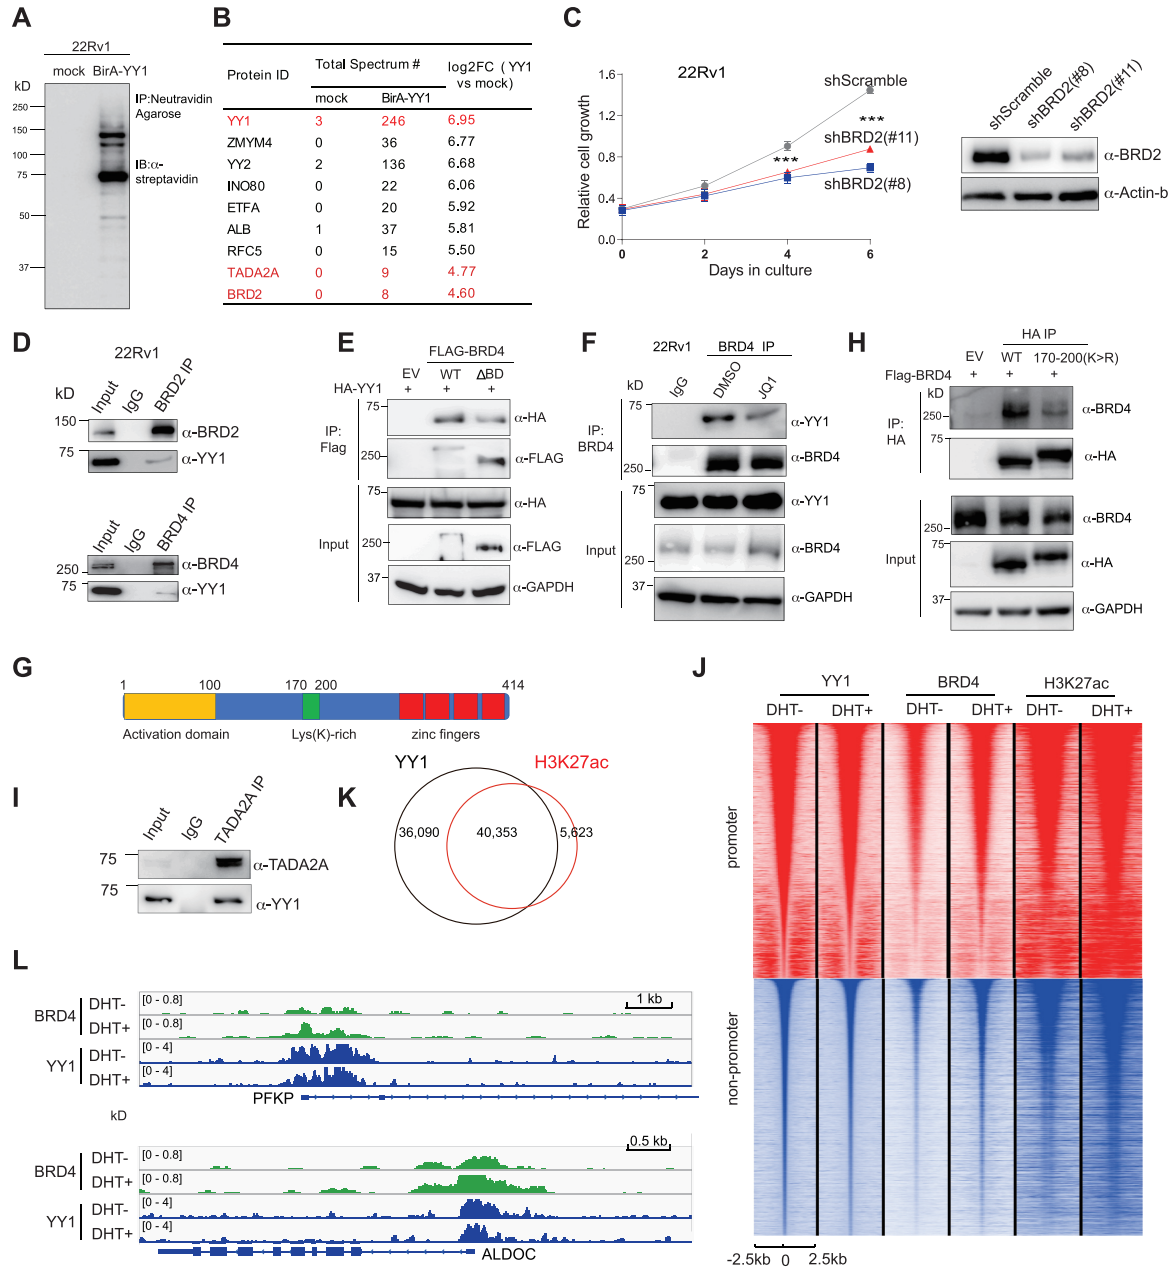 A
22Rv1
mock BirA-YY1
kD
250
150
100
75
50
37
IP:Neutravidin
Agarose
IB:α-
streptavidin
B
Protein ID
Total Spectrum #
log2FC ( YY1
vs mock)
mock BirA-YY1
YY1 3 246 6.95
ZMYM4 0 36 6.77
YY2 2 136 6.68
INO80 0 22 6.06
ETFA 0 20 5.92
ALB 1 37 5.81
RFC5 0 15 5.50
TADA2A 0 9 4.77
BRD2 0 8 4.60
C
22Rv1
Relative cell growth
1.6
1.2
0.8
0.4
0.0
0 2 4 6
Days in culture
shScramble
***
shBRD2(#11)
***
shBRD2(#8)
shScramble
shBRD2(#8)
shBRD2(#11)
α-BRD2
α-Actin-b
D
22Rv1
kD
Input
IgG
BRD2 IP
150
α-BRD2
75
α-YY1
Input
IgG
BRD4 IP
250
α-BRD4
75
α-YY1
E
FLAG-BRD4
EV WT ΔBD
HA-YY1 + + +
IP:
Flag
75
α-HA
250
α-FLAG
Input
75
α-HA
250
α-FLAG
37
α-GAPDH
F
22Rv1 BRD4 IP
kD
IgG
DMSO
JQ1
IP:
BRD4
75
α-YY1
250
α-BRD4
Input
75
α-YY1
250
α-BRD4
37
α-GAPDH
H
HA IP
EV WT 170-200(K>R)
Flag-BRD4 + + +
kD
IP:
HA
250
α-BRD4
75
α-HA
Input
250
α-BRD4
75
α-HA
37
α-GAPDH
G
1 100 170 200 414
Activation domain Lys(K)-rich zinc fingers
I
Input
IgG
TADA2A IP
75
α-TADA2A
75
α-YY1
K
YY1
H3K27ac
36,090 40,353 5,623
J
YY1 BRD4 H3K27ac
DHT- DHT+ DHT- DHT+ DHT- DHT+
promoter
non-promoter
-2.5kb 0 2.5kb
L
BRD4
DHT- [0 - 0.8]
1 kb
DHT+ [0 - 0.8]
YY1
DHT- [0 - 4]
DHT+ [0 - 4]
PFKP
kD
BRD4
DHT- [0 - 0.8]
0.5 kb
DHT+ [0 - 0.8]
YY1
DHT- [0 - 4]
DHT+ [0 - 4]
ALDOC